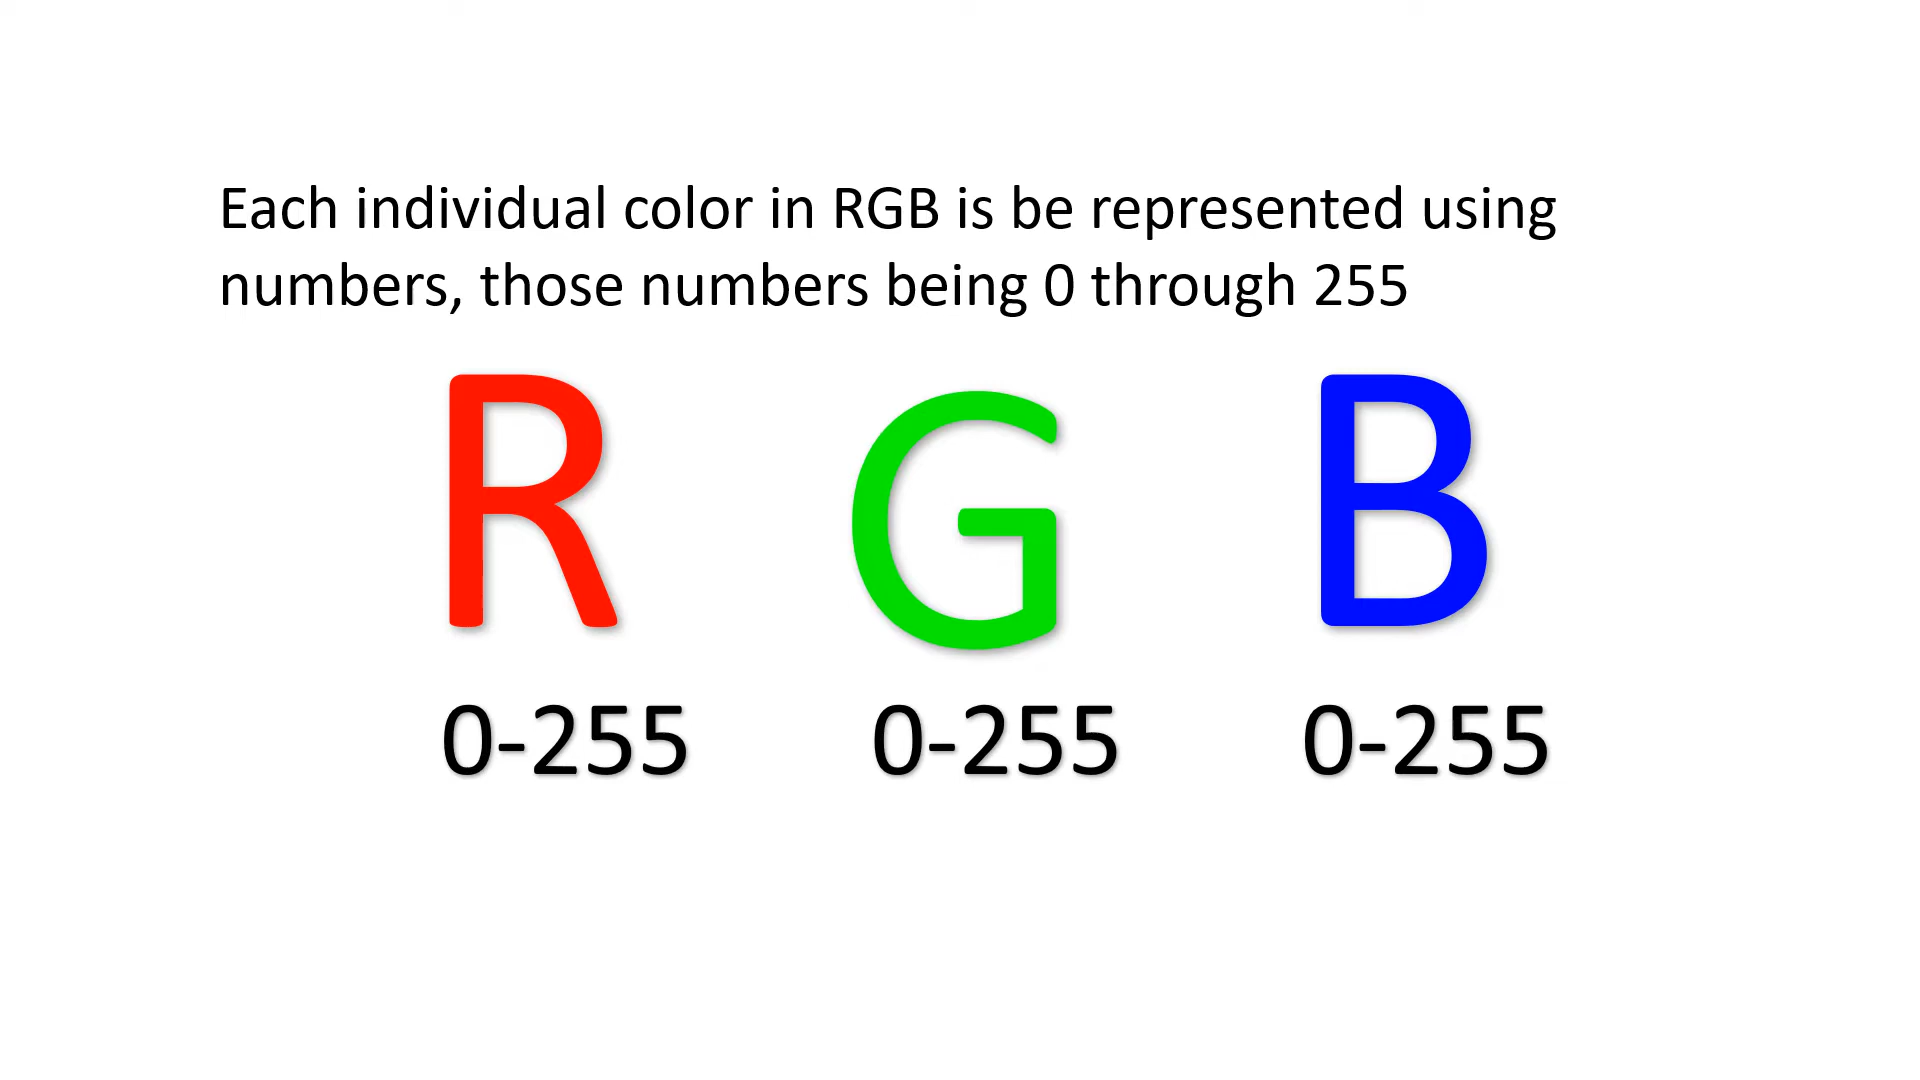 Each individual color in RGB is be represented using
numbers, those numbers being 0 through 255
R G B
0-255 0-255 0-255